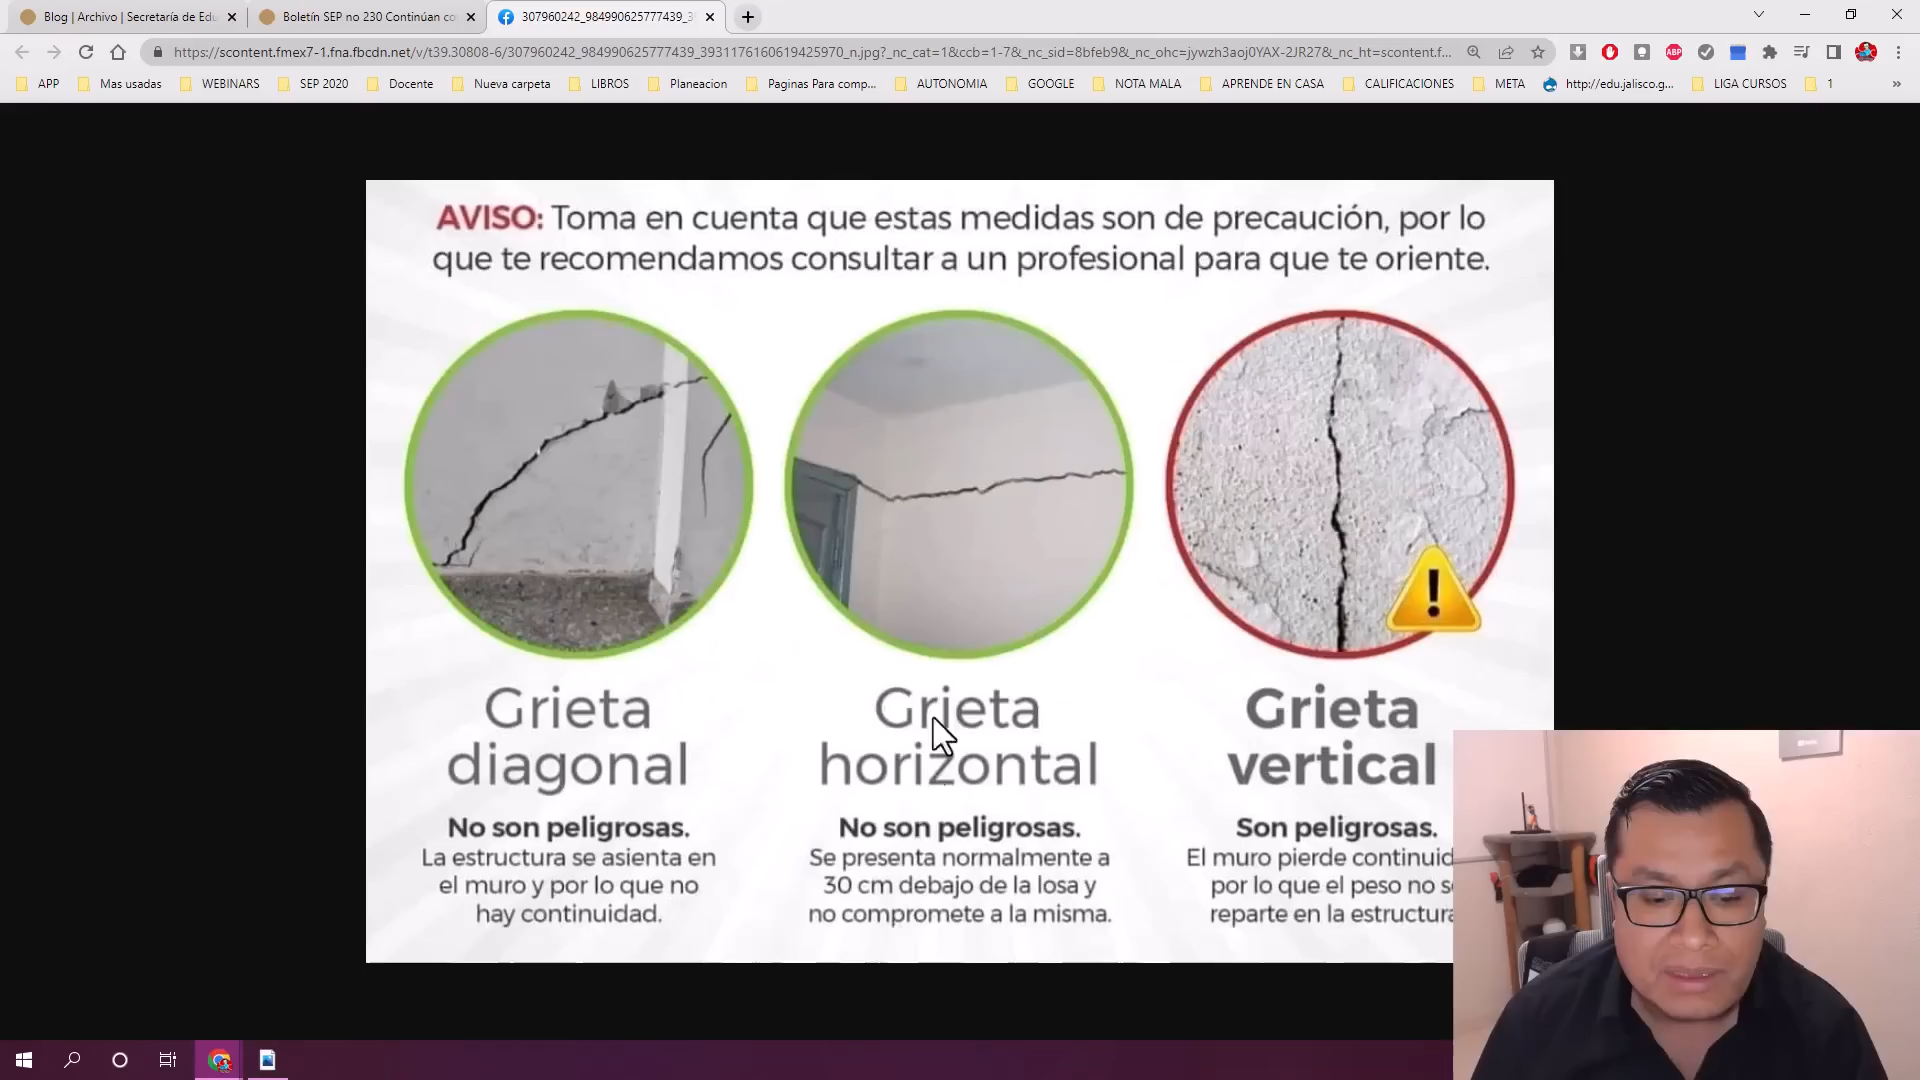 Blog | Archivo | Secretaría de Edu
Boletín SEP no 230 Continúan co
307960242_984990625777439_3
https://scontent.fmex7-1.fna.fbcdn.net/v/t39.30808-6/307960242_984990625777439_3931176160619425970_n.jpg?_nc_cat=1&ccb=1-7&_nc_sid=8bfeb9&_nc_ohc=jywzh3aoj0YAX-2JR27&_nc_ht=scontent.f...
APP
Mas usadas
WEBINARS
SEP 2020
Docente
Nueva carpeta
LIBROS
Planeacion
Paginas Para comp...
AUTONOMIA
GOOGLE
NOTA MALA
APRENDE EN CASA
CALIFICACIONES
META
http://edu.jalisco.g...
LIGA CURSOS
1
»
ABP
AVISO: Toma en cuenta que estas medidas son de precaución, por lo
que te recomendamos consultar a un profesional para que te oriente.
Grieta
diagonal
No son peligrosas.
La estructura se asienta en
el muro y por lo que no
hay continuidad.
Grieta
horizontal
No son peligrosas.
Se presenta normalmente a
30 cm debajo de la losa y
no compromete a la misma.
!
Grieta
vertical
Son peligrosas.
El muro pierde continuid
por lo que el peso no s
reparte en la estructura